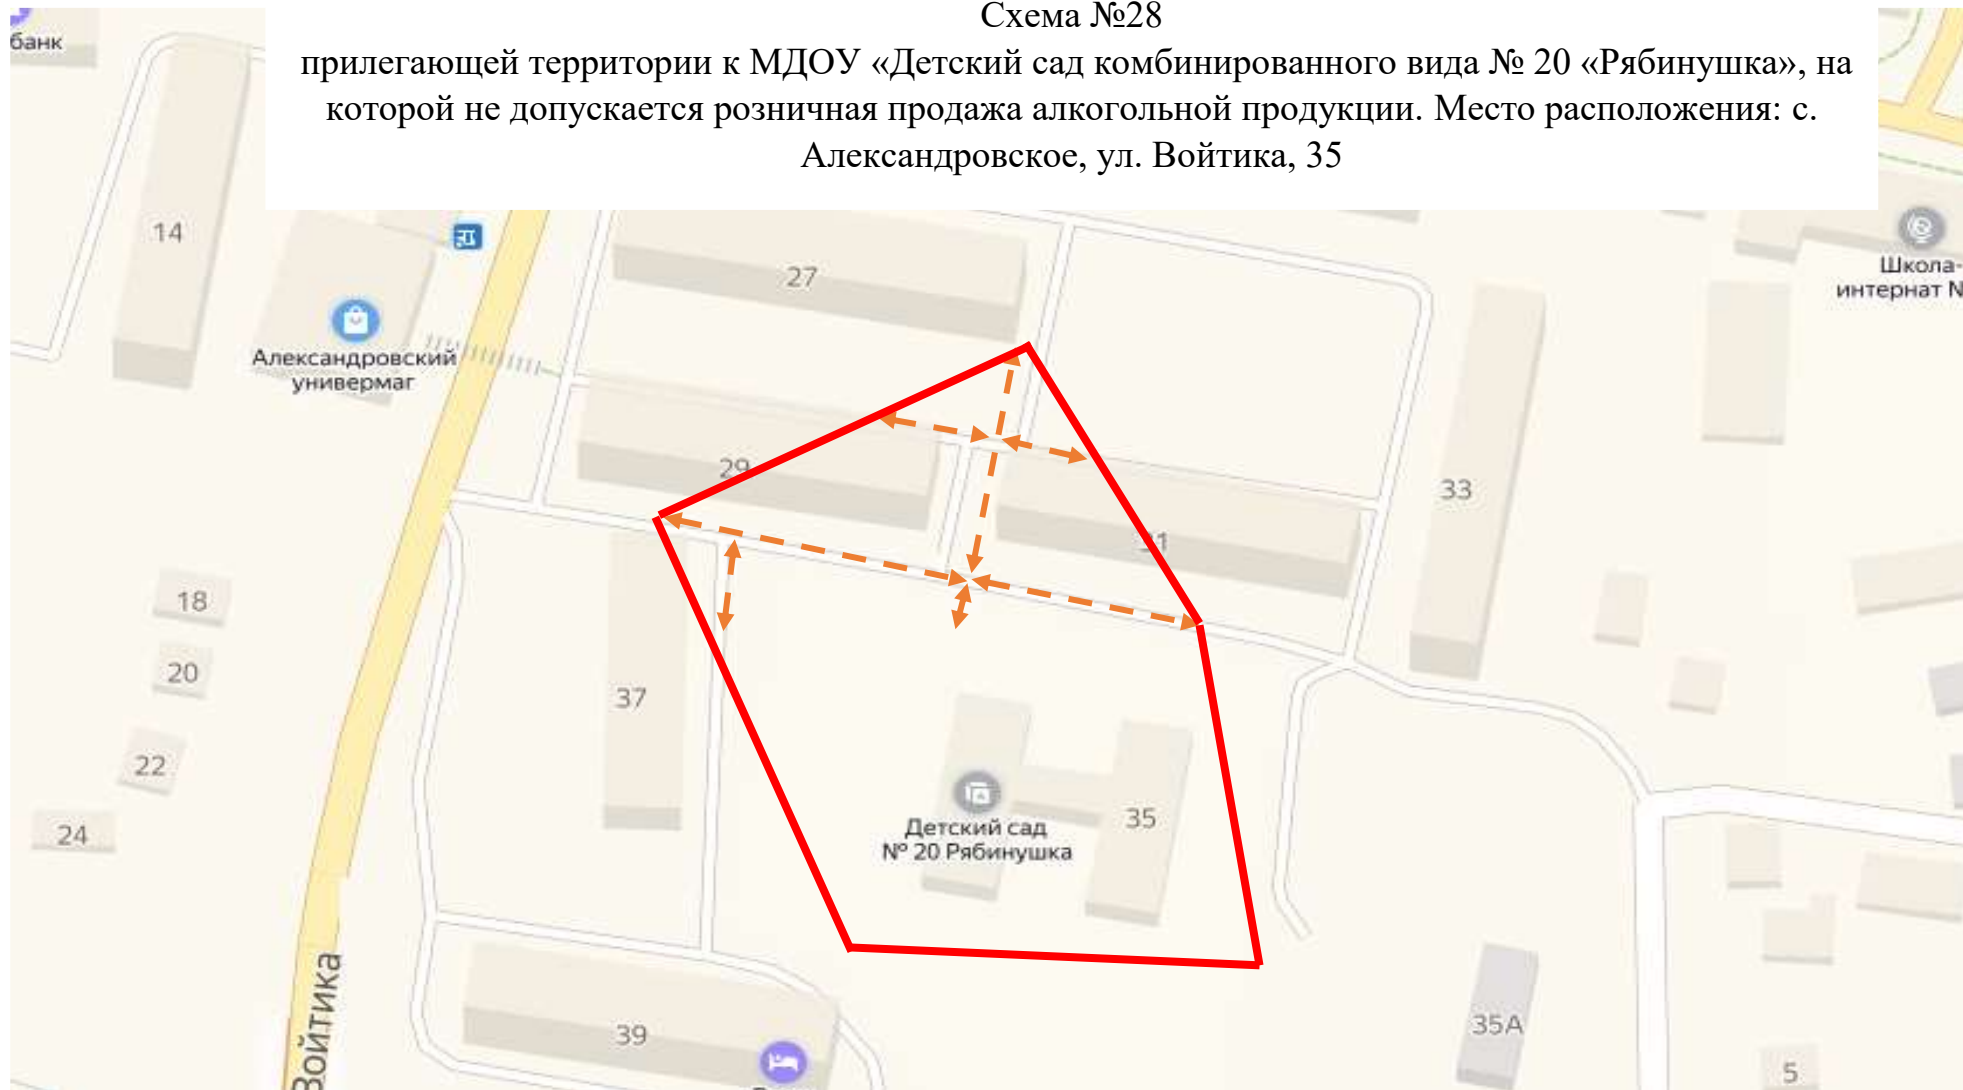 Схема №28
прилегающей территории к МДОУ «Детский сад комбинированного вида № 20 «Рябинушка», на
которой не допускается розничная продажа алкогольной продукции. Место расположения: с.
Александровское, ул. Войтика, 35
банк
14
27
Школа-
интернат N
Александровский
универмаг
29
33
31
18
20
37
22
24
35
Детский сад
№ 20 Рябинушка
Войтика
39
35А
5